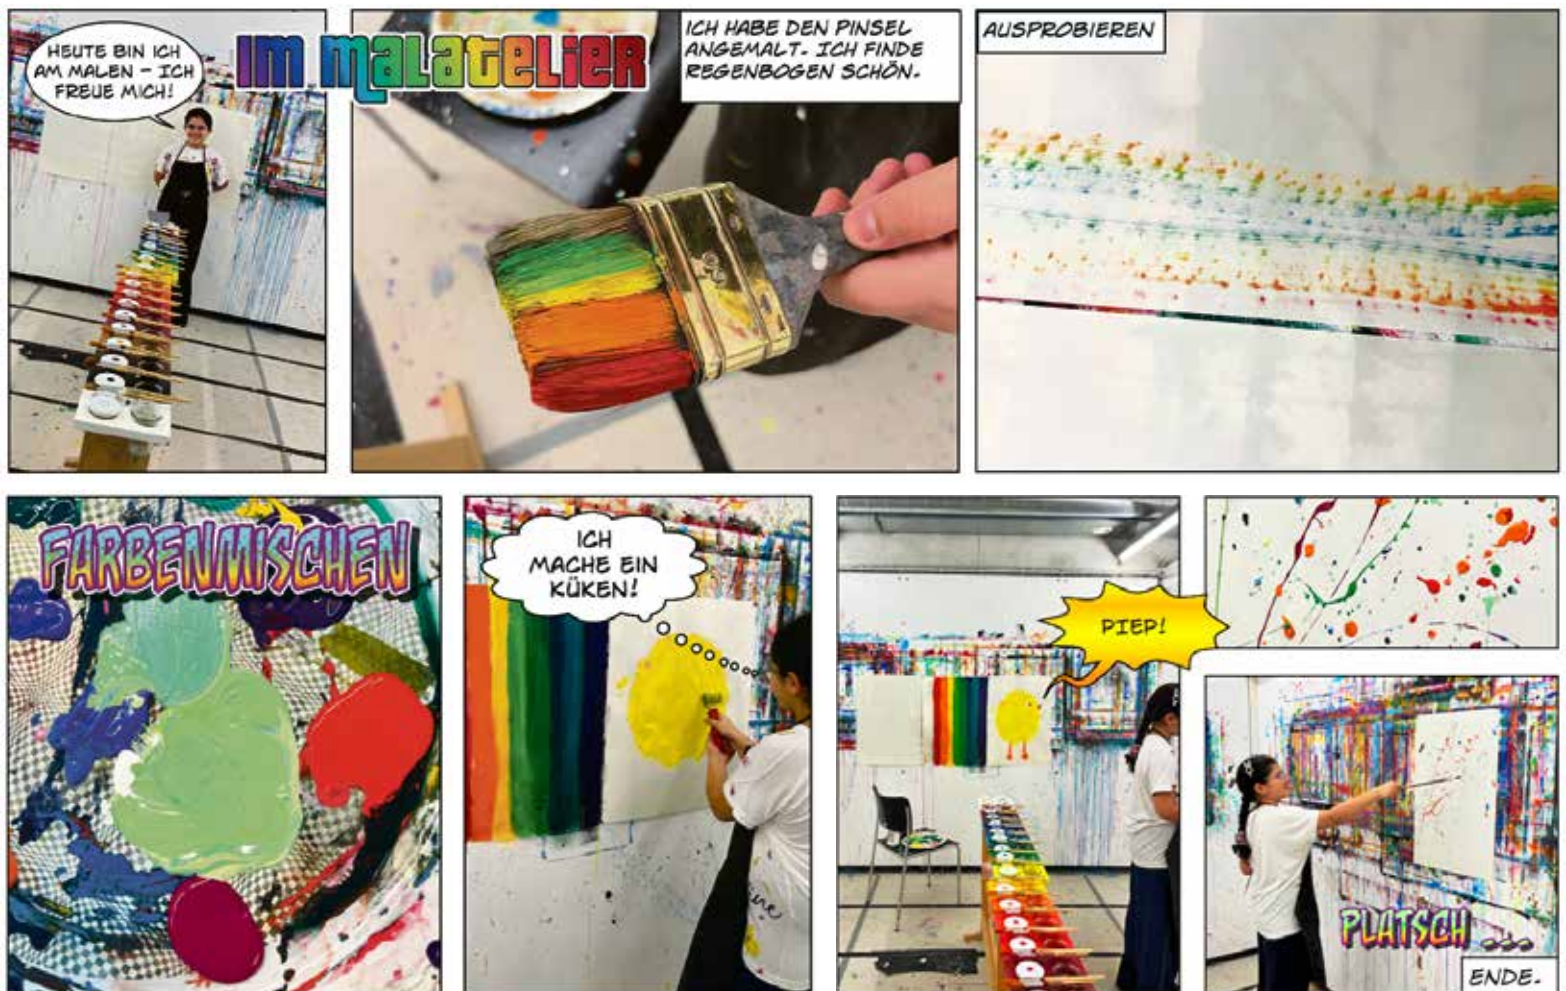 HEUTE BIN ICH
AM MALEN – ICH
FREUE MICH!
IM MALATELIER
ICH HABE DEN PINSEL
ANGEMALT. ICH FINDE
REGENBOGEN SCHÖN.
AUSPROBIEREN
FARBENMISCHEN
ICH
MACHE EIN
KÜKEN!
PIEP!
PLATSCH ...
ENDE.